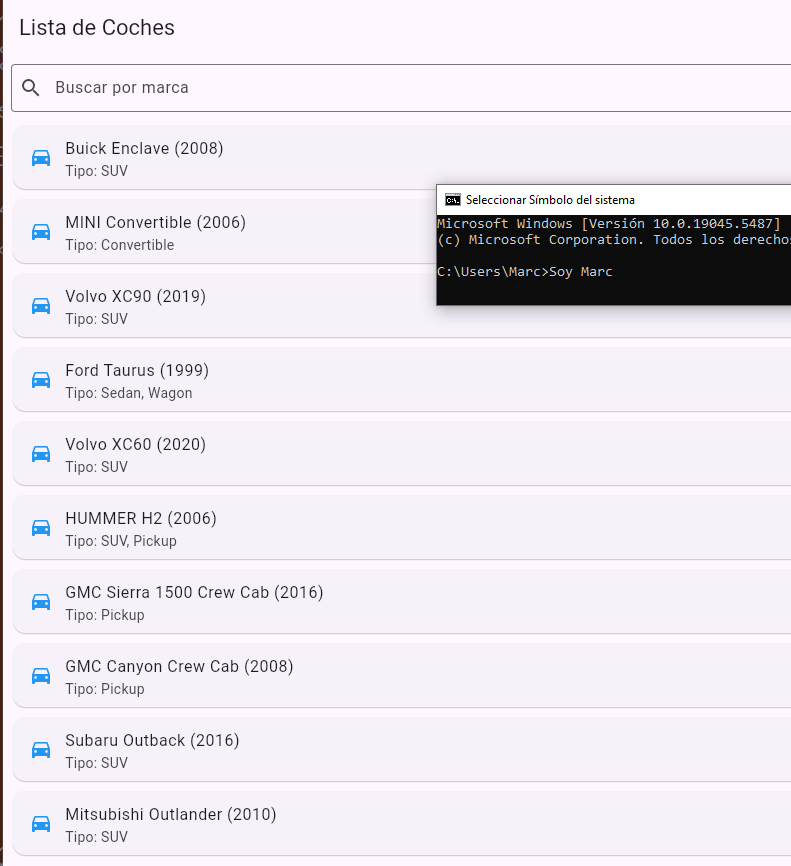 Lista de Coches
Buscar por marca
Buick Enclave (2008)
Tipo: SUV
MINI Convertible (2006)
Tipo: Convertible
Volvo XC90 (2019)
Tipo: SUV
Ford Taurus (1999)
Tipo: Sedan, Wagon
Volvo XC60 (2020)
Tipo: SUV
HUMMER H2 (2006)
Tipo: SUV, Pickup
GMC Sierra 1500 Crew Cab (2016)
Tipo: Pickup
GMC Canyon Crew Cab (2008)
Tipo: Pickup
Subaru Outback (2016)
Tipo: SUV
Mitsubishi Outlander (2010)
Tipo: SUV
Seleccionar Símbolo del sistema
Microsoft Windows [Versión 10.0.19045.5487]
(c) Microsoft Corporation. Todos los derechos
C:\Users\Marc>Soy Marc